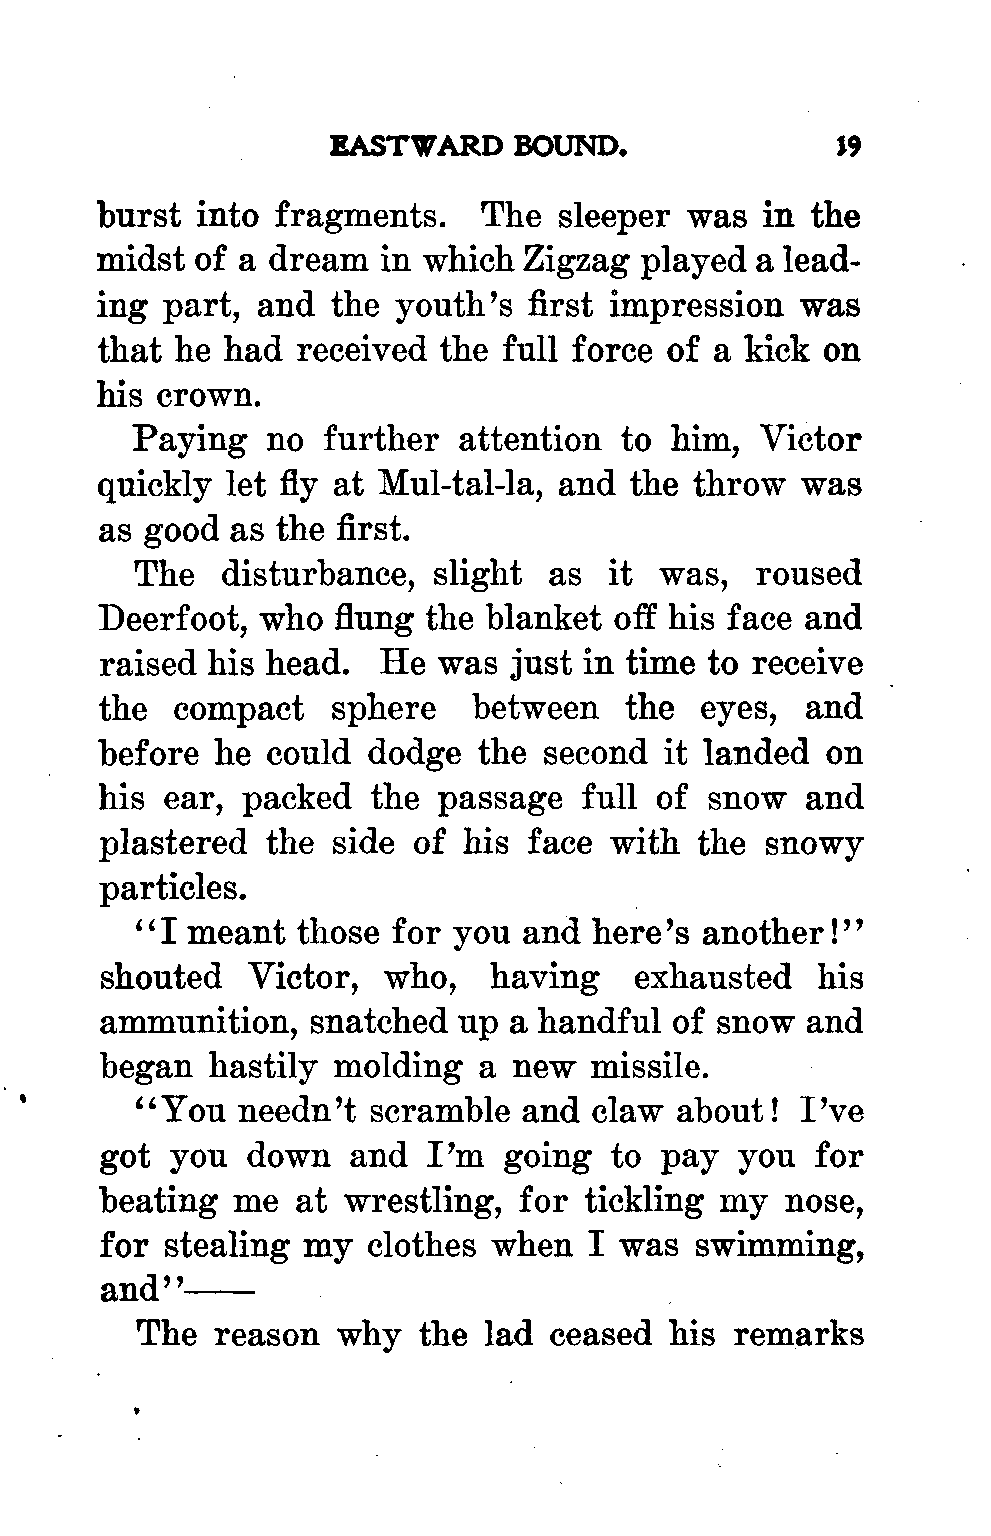 EASTWARD BOUND. 19
burst into fragments. The sleeper was in the
midst of a dream in which Zigzag played a lead-
ing part, and the youth's first impression was
that he had received the full force of a kick on
his crown.
Paying no further attention to him, Victor
quickly let fly at Mul-tal-la, and the throw was
as good as the first.
The disturbance, slight as it was, roused
Deerfoot, who flung the blanket off his face and
raised his head. He was just in time to receive
the compact sphere between the eyes, and
before he could dodge the second it landed on
his ear, packed the passage full of snow and
plastered the side of his face with the snowy
particles.
"I meant those for you and here's another!"
shouted Victor, who, having exhausted his
ammunition, snatched up a handful of snow and
began hastily molding a new missile.
"You needn't scramble and claw about! I've
got you down and I'm going to pay you for
beating me at wrestling, for tickling my nose,
for stealing my clothes when I was swimming,
and"——
The reason why the lad ceased his remarks